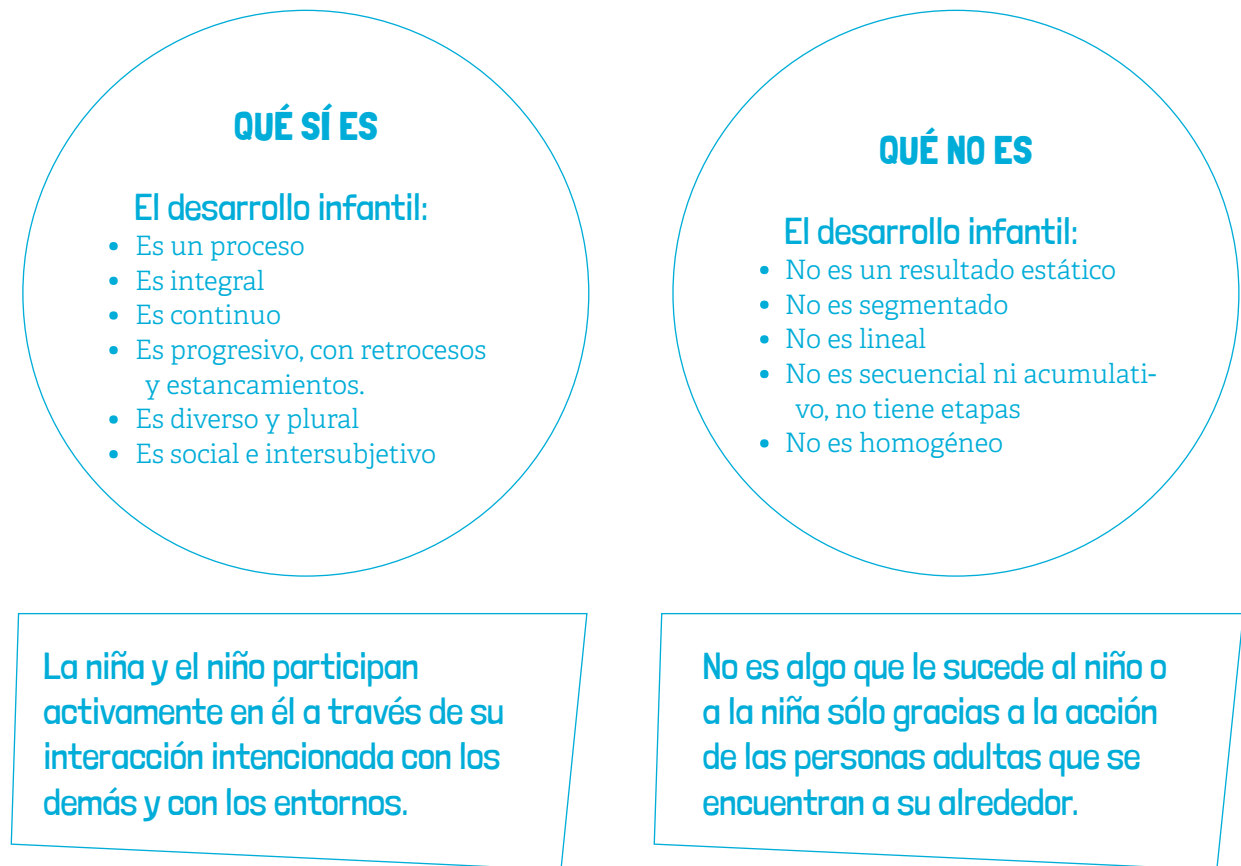 QUÉ SÍ ES
El desarrollo infantil:
• Es un proceso
• Es integral
• Es continuo
• Es progresivo, con retrocesos
y estancamientos.
• Es diverso y plural
• Es social e intersubjetivo
QUÉ NO ES
El desarrollo infantil:
• No es un resultado estático
• No es segmentado
• No es lineal
• No es secuencial ni acumulati-
vo, no tiene etapas
• No es homogéneo
La niña y el niño participan
activamente en él a través de su
interacción intencionada con los
demás y con los entornos.
No es algo que le sucede al niño o
a la niña sólo gracias a la acción
de las personas adultas que se
encuentran a su alrededor.